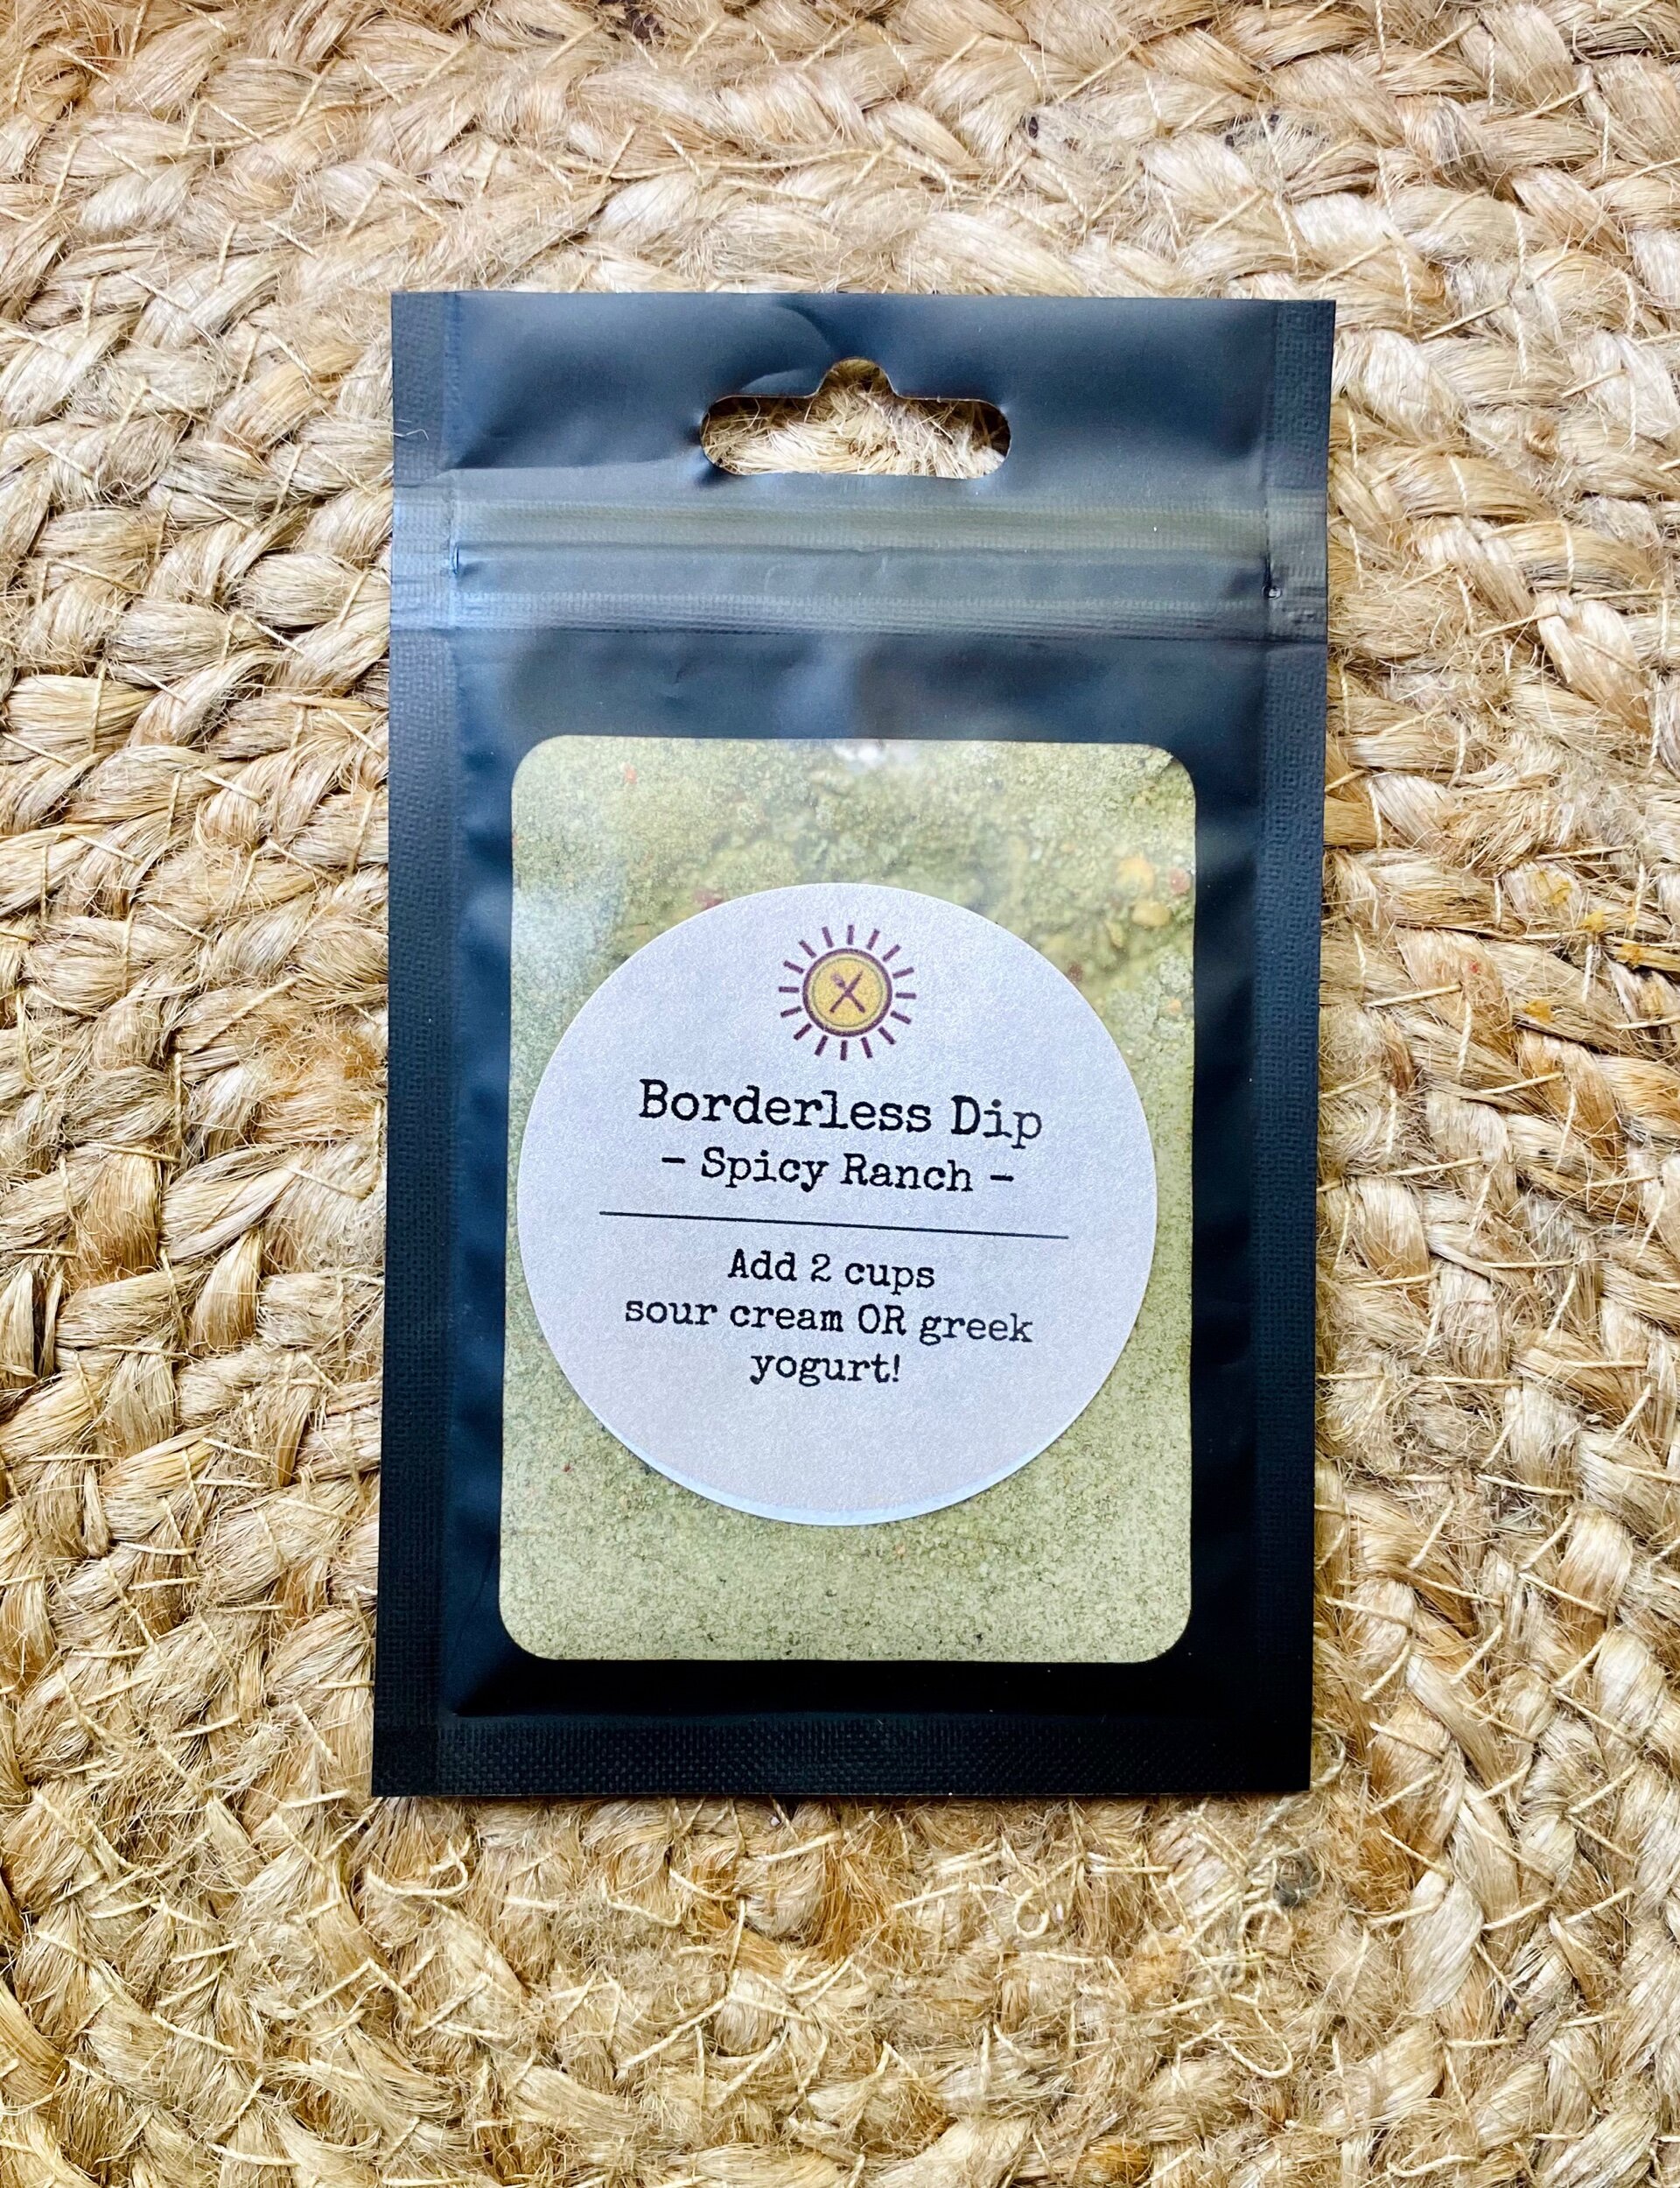 Borderless Dip
- Spicy Ranch -
Add 2 cups
sour cream OR greek
yogurt!